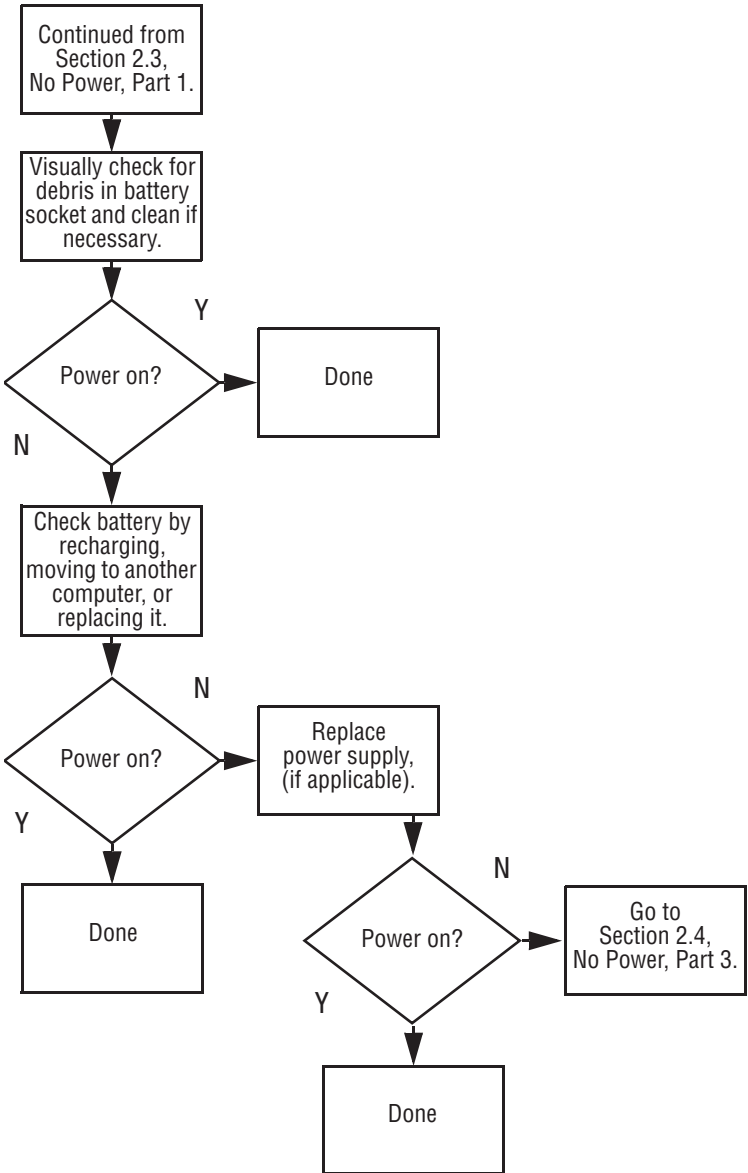 Continued from
Section 2.3,
No Power, Part 1.
Visually check for
debris in battery
socket and clean if
necessary.
Y
Power on?
Done
N
Check battery by
recharging,
moving to another
computer, or
replacing it.
N
Power on?
Replace
power supply,
(if applicable).
Y
Done
N
Power on?
Go to
Section 2.4,
No Power, Part 3.
Y
Done